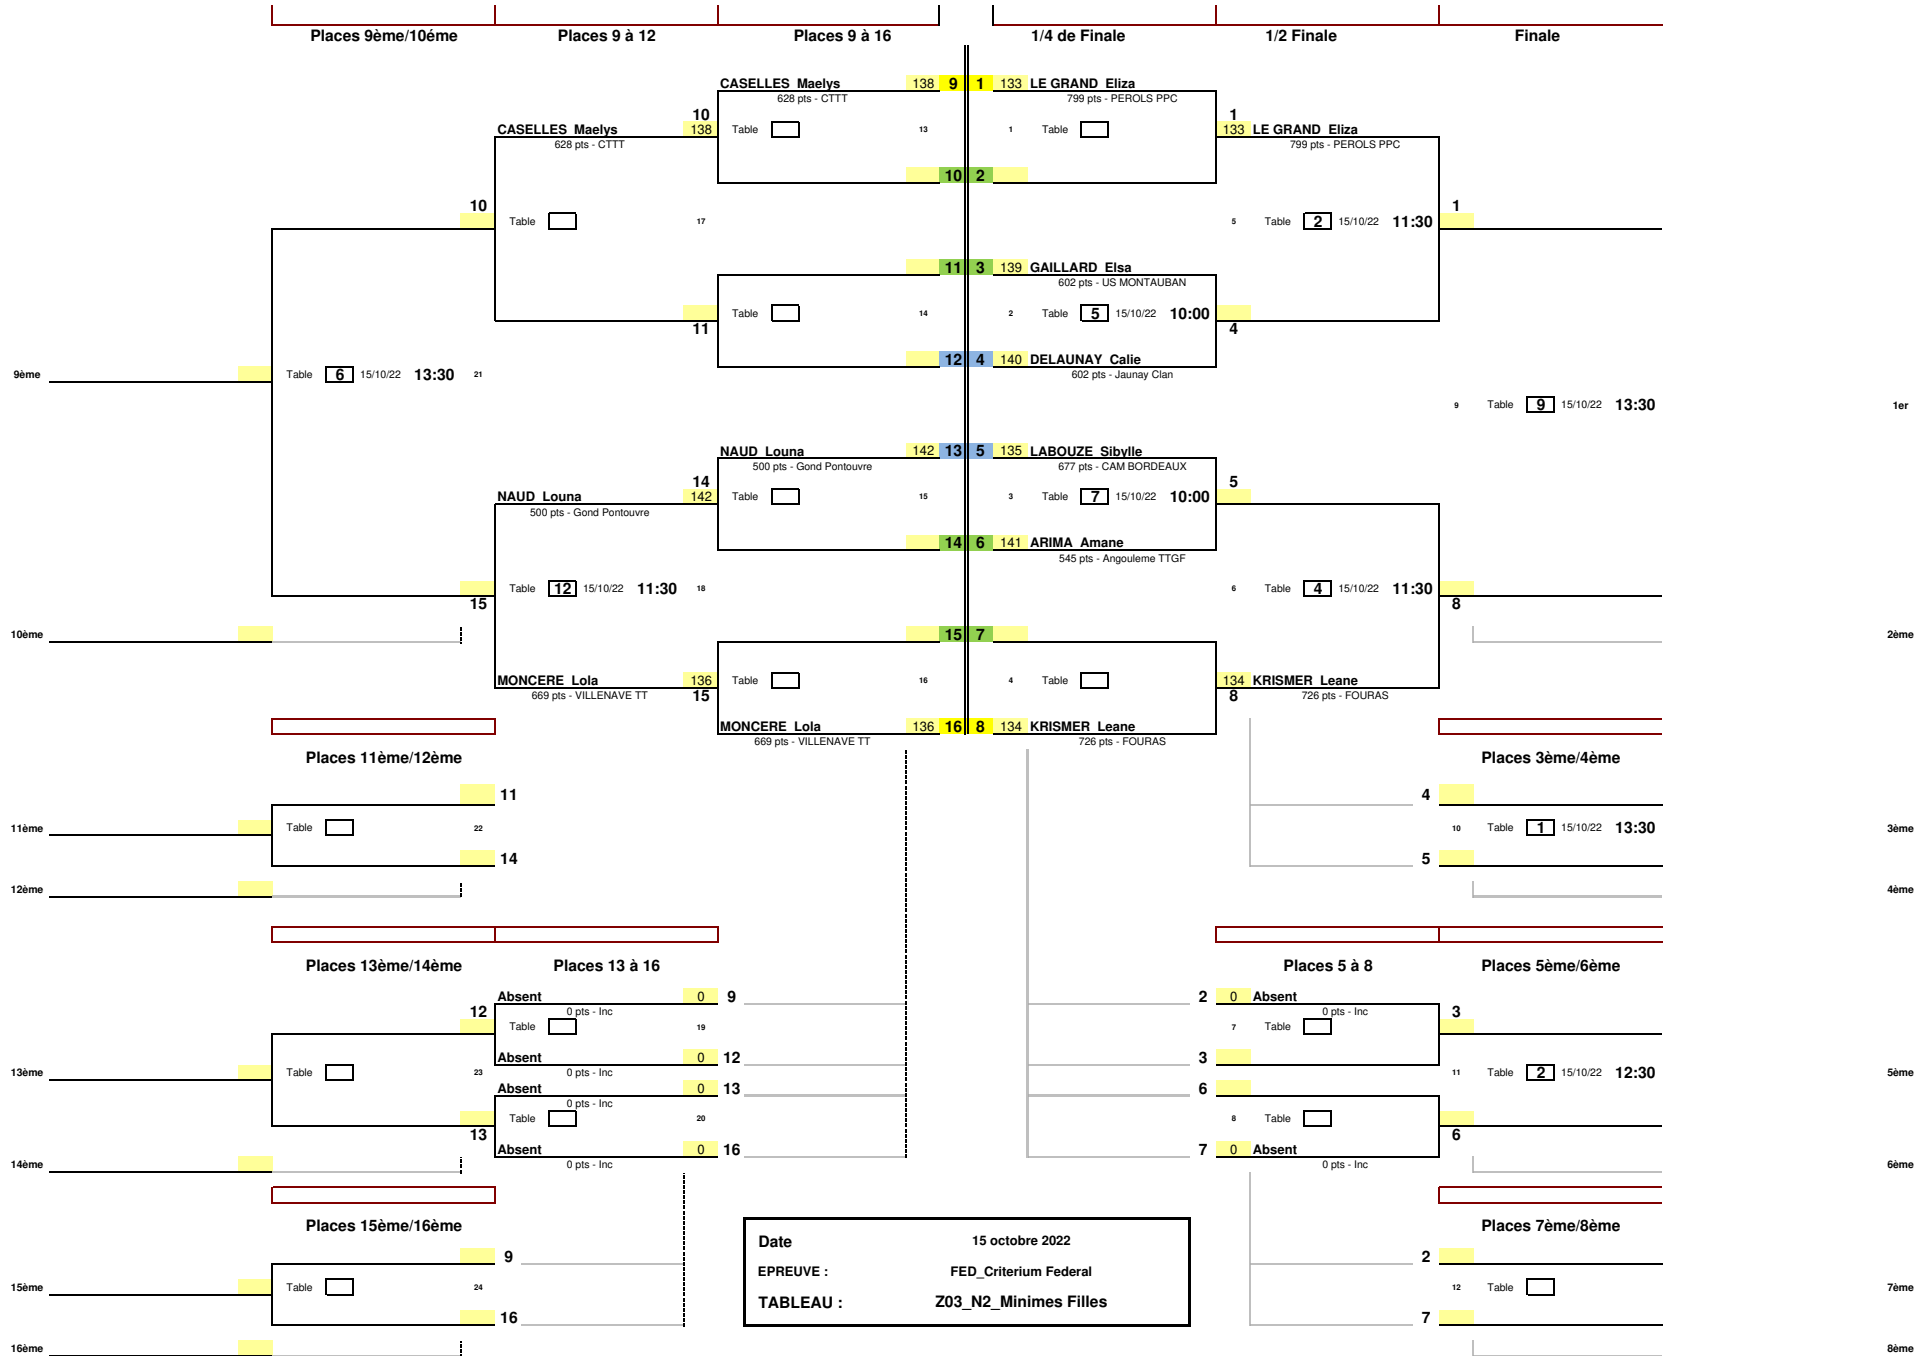 Places 9ème/10éme Places 9 à 12 Places 9 à 16 1/4 de Finale 1/2 Finale Finale
CASELLES Maelys 138 9 1 133 LE GRAND Eliza
628 pts - CTTT 799 pts - PEROLS PPC
10 1
CASELLES Maelys 138 Table 13 1 Table 133 LE GRAND Eliza
628 pts - CTTT 799 pts - PEROLS PPC
10 2
10 1
Table 17 5 Table 2 15/10/22 11:30
11 3 139 GAILLARD Elsa
602 pts - US MONTAUBAN
Table 14 2 Table 5 15/10/22 10:00
11 4
12 4 140 DELAUNAY Calie
602 pts - Jaunay Clan
9ème Table 6 15/10/22 13:30 21
9 Table 9 15/10/22 13:30 1er
NAUD Louna 142 13 5 135 LABOUZE Sibylle
500 pts - Gond Pontouvre 677 pts - CAM BORDEAUX
14 5
NAUD Louna 142 Table 15 3 Table 7 15/10/22 10:00
500 pts - Gond Pontouvre
14 6 141 ARIMA Amane
545 pts - Angouleme TTGF
Table 12 15/10/22 11:30 18 6 Table 4 15/10/22 11:30
15 8
10ème 15 7 2ème
MONCERE Lola 136 Table 16 4 Table 134 KRISMER Leane
669 pts - VILLENAVE TT 15 8 726 pts - FOURAS
MONCERE Lola 136 16 8 134 KRISMER Leane
669 pts - VILLENAVE TT 726 pts - FOURAS
Places 11ème/12ème Places 3ème/4ème
11 4
11ème Table 22 10 Table 1 15/10/22 13:30 3ème
14 5
12ème 4ème
Places 13ème/14ème Places 13 à 16 Places 5 à 8 Places 5ème/6ème
Absent 0 9 2 0 Absent
12 0 pts - Inc 0 pts - Inc 3
Table 19 7 Table
Absent 0 12 3
13ème Table 23 0 pts - Inc 11 Table 2 15/10/22 12:30 5ème
Absent 0 13 6
0 pts - Inc
Table 20 8 Table
13 6
Absent 0 16 7 0 Absent
14ème 0 pts - Inc 0 pts - Inc 6ème
Places 15ème/16ème Places 7ème/8ème
Date 15 octobre 2022
9 2
EPREUVE : FED_Criterium Federal
15ème Table 24 12 Table 7ème
TABLEAU : Z03_N2_Minimes Filles
16 7
16ème 8ème